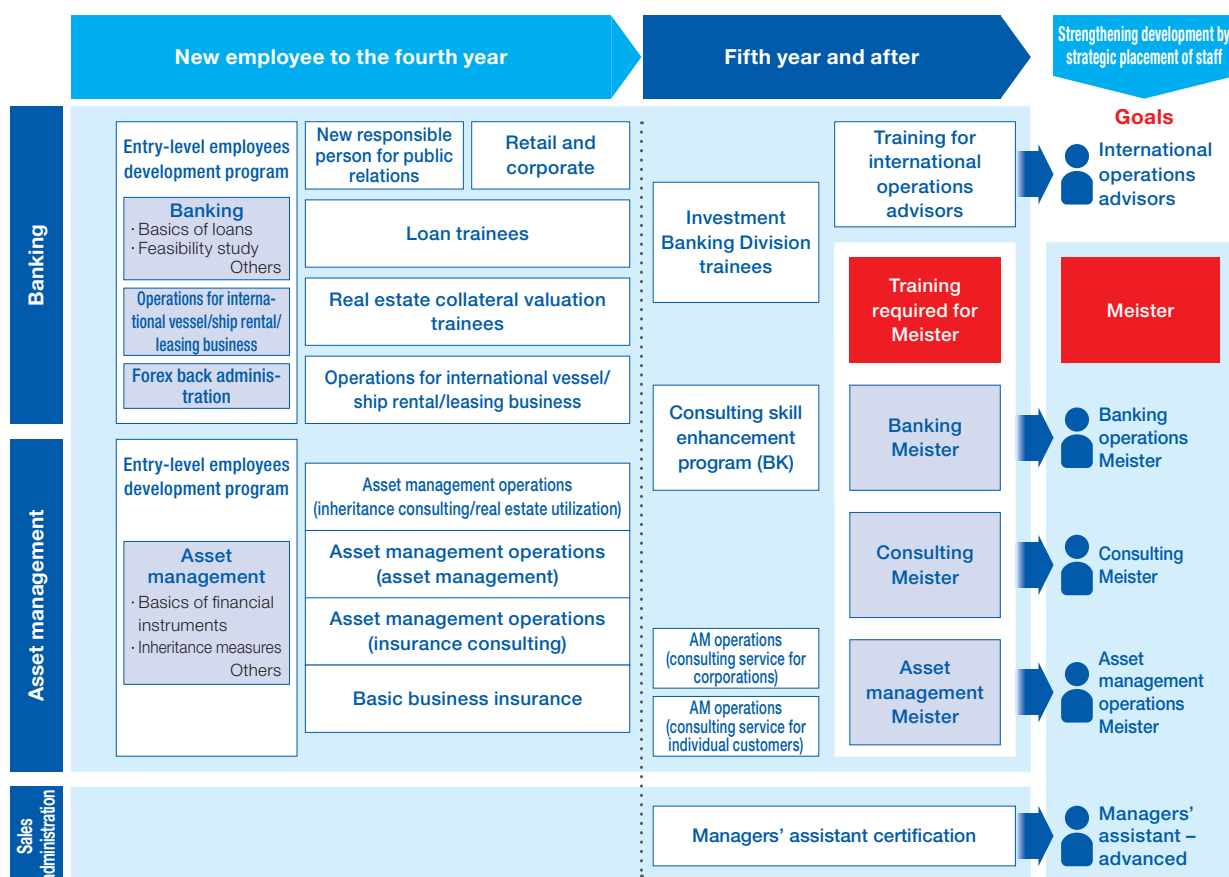 New employee to the fourth year
Fifth year and after
Strengthening development by
strategic placement of staff
Goals
Banking
Entry-level employees
development program
Banking
· Basics of loans
· Feasibility study
Others
Operations for interna-
tional vessel/ship rental/
leasing business
Forex back adminis-
tration
New responsible
person for public
relations
Retail and
corporate
Loan trainees
Real estate collateral valuation
trainees
Operations for international vessel/
ship rental/leasing business
Investment
Banking Division
trainees
Consulting skill
enhancement
program (BK)
Training for
international
operations
advisors
International
operations
advisors
Training
required for
Meister
Meister
Banking
Meister
Banking
operations
Meister
Asset management
Entry-level employees
development program
Asset
management
· Basics of financial
instruments
· Inheritance measures
Others
Asset management operations
(inheritance consulting/real estate utilization)
Asset management operations
(asset management)
Asset management operations
(insurance consulting)
Basic business insurance
AM operations
(consulting service for
corporations)
AM operations
(consulting service for
individual customers)
Consulting
Meister
Consulting
Meister
Asset
management
Meister
Asset
management
operations
Meister
Sales
administration
Managers' assistant certification
Managers'
assistant –
advanced